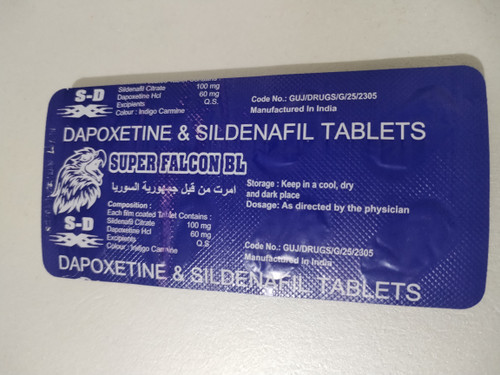 Sildenafil Citrate 100 mg
Dapoxetine Hcl 60 mg
Excipients Q.S.
Colour : Indigo Carmine
S-D
Code No.: GUJ/DRUGS/G/25/2305
Manufactured In India
DAPOXETINE & SILDENAFIL TABLETS
SUPER FALCON BL
امرت من قبل جمهورية السوريا
Storage : Keep in a cool, dry
and dark place
Dosage: As directed by the physician
Composition :
Each film coated Tablet Contains :
Sildenafil Citrate 100 mg
Dapoxetine Hcl 60 mg
Excipients Q.S.
Colour : Indigo Carmine
S-D
Code No.: GUJ/DRUGS/G/25/2305
Manufactured In India
DAPOXETINE & SILDENAFIL TABLETS